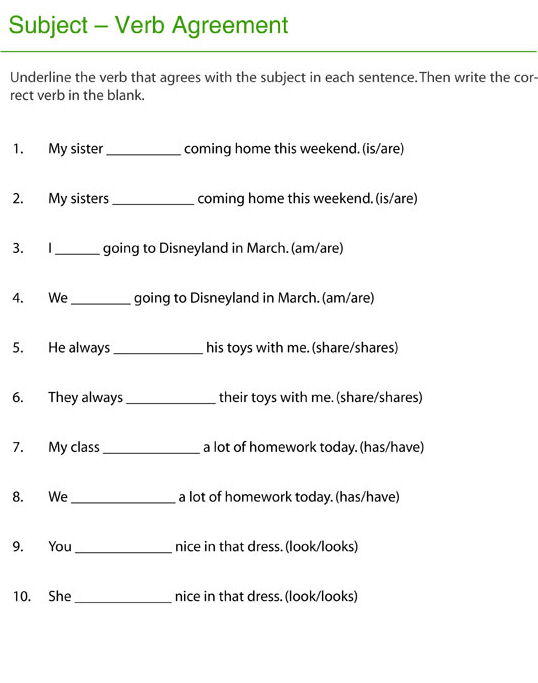 Subject – Verb Agreement
Underline the verb that agrees with the subject in each sentence. Then write the cor-
rect verb in the blank.
1. My sister __________ coming home this weekend. (is/are)
2. My sisters ___________ coming home this weekend. (is/are)
3. I ______ going to Disneyland in March. (am/are)
4. We ________ going to Disneyland in March. (am/are)
5. He always ____________ his toys with me. (share/shares)
6. They always ____________ their toys with me. (share/shares)
7. My class _____________ a lot of homework today. (has/have)
8. We ______________ a lot of homework today. (has/have)
9. You _____________ nice in that dress. (look/looks)
10. She _____________ nice in that dress. (look/looks)